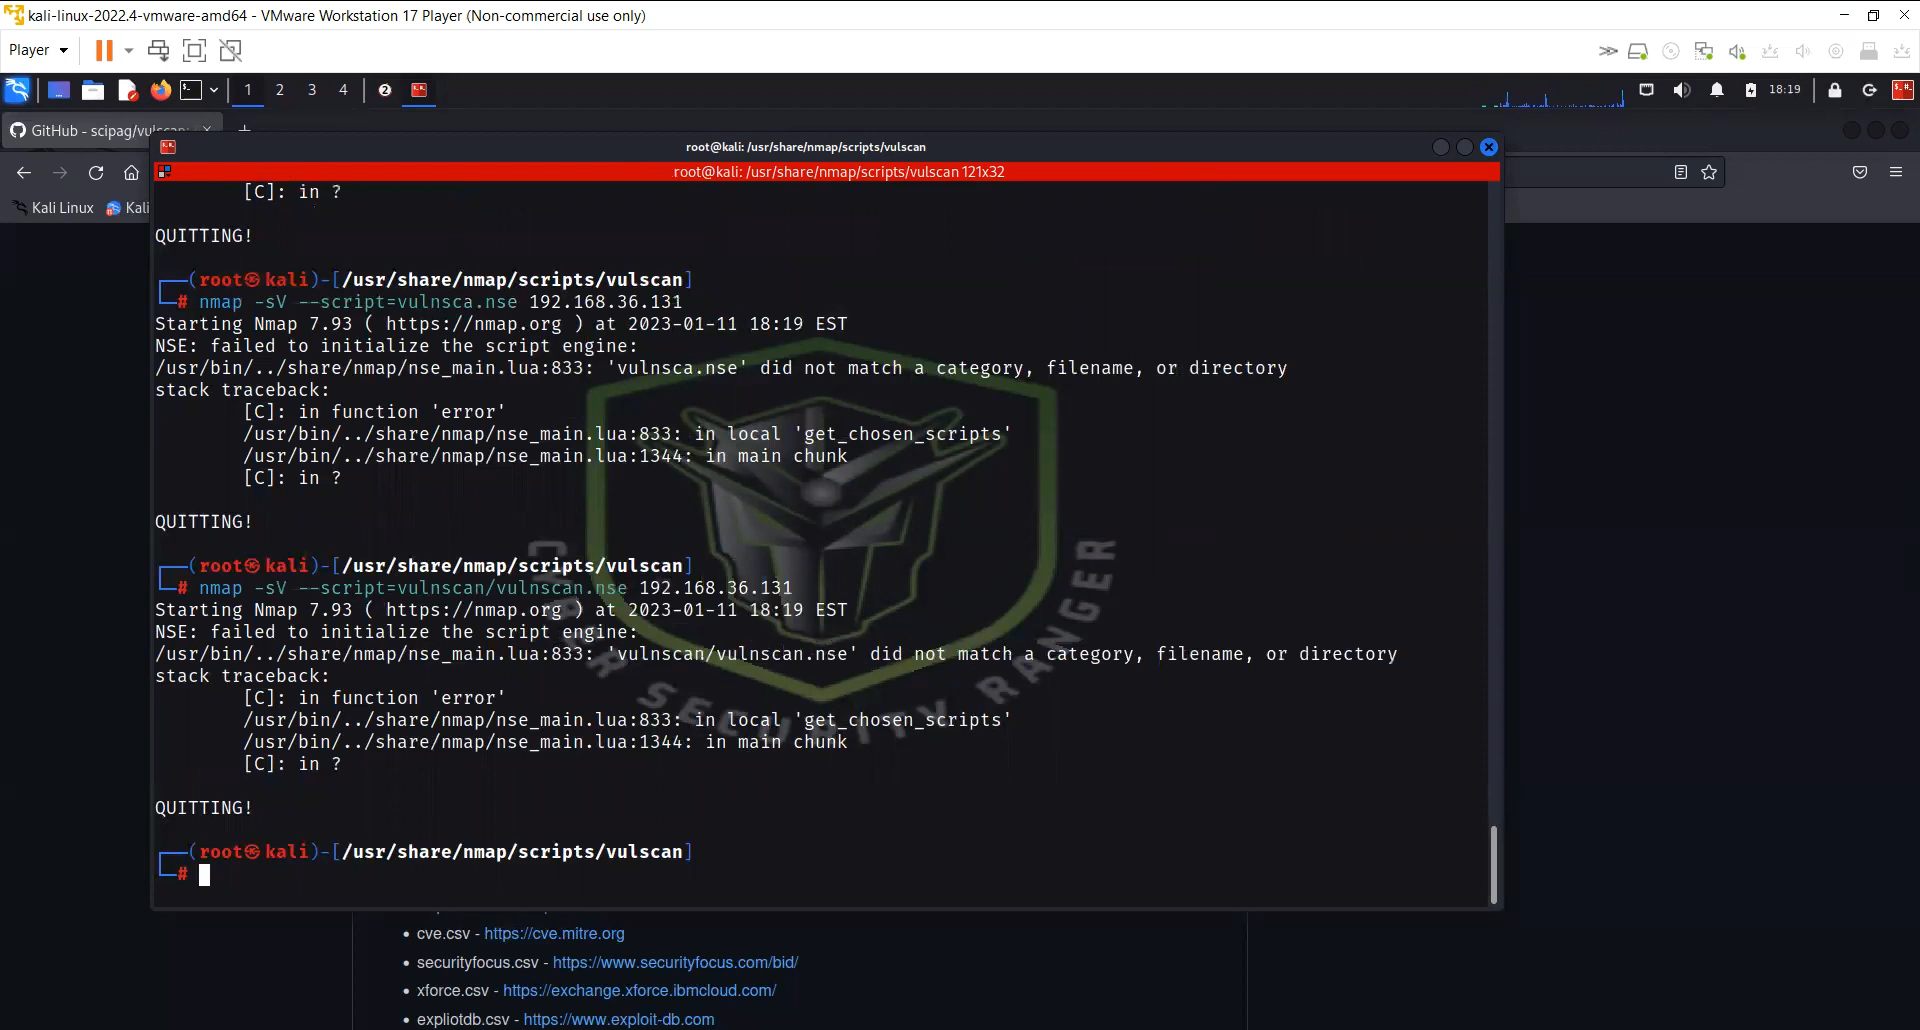 kali-linux-2022.4-vmware-amd64 - VMware Workstation 17 Player (Non-commercial use only)
Player
1 2 3 4 2 18:19
GitHub - scipag/vulscan:
root@kali: /usr/share/nmap/scripts/vulscan
root@kali: /usr/share/nmap/scripts/vulscan 121x32
Kali Linux Kali
[C]: in ?
QUITTING!
(root㉿kali)-[/usr/share/nmap/scripts/vulscan]
# nmap -sV --script=vulnsca.nse 192.168.36.131
Starting Nmap 7.93 ( https://nmap.org ) at 2023-01-11 18:19 EST
NSE: failed to initialize the script engine:
/usr/bin/../share/nmap/nse_main.lua:833: 'vulnsca.nse' did not match a category, filename, or directory
stack traceback:
[C]: in function 'error'
/usr/bin/../share/nmap/nse_main.lua:833: in local 'get_chosen_scripts'
/usr/bin/../share/nmap/nse_main.lua:1344: in main chunk
[C]: in ?
QUITTING!
(root㉿kali)-[/usr/share/nmap/scripts/vulscan]
# nmap -sV --script=vulnscan/vulnscan.nse 192.168.36.131
Starting Nmap 7.93 ( https://nmap.org ) at 2023-01-11 18:19 EST
NSE: failed to initialize the script engine:
/usr/bin/../share/nmap/nse_main.lua:833: 'vulnscan/vulnscan.nse' did not match a category, filename, or directory
stack traceback:
[C]: in function 'error'
/usr/bin/../share/nmap/nse_main.lua:833: in local 'get_chosen_scripts'
/usr/bin/../share/nmap/nse_main.lua:1344: in main chunk
[C]: in ?
QUITTING!
(root㉿kali)-[/usr/share/nmap/scripts/vulscan]
#
CYBER SECURITY RANGER
cve.csv - https://cve.mitre.org
securityfocus.csv - https://www.securityfocus.com/bid/
xforce.csv - https://exchange.xforce.ibmcloud.com/
expliotdb.csv - https://www.exploit-db.com